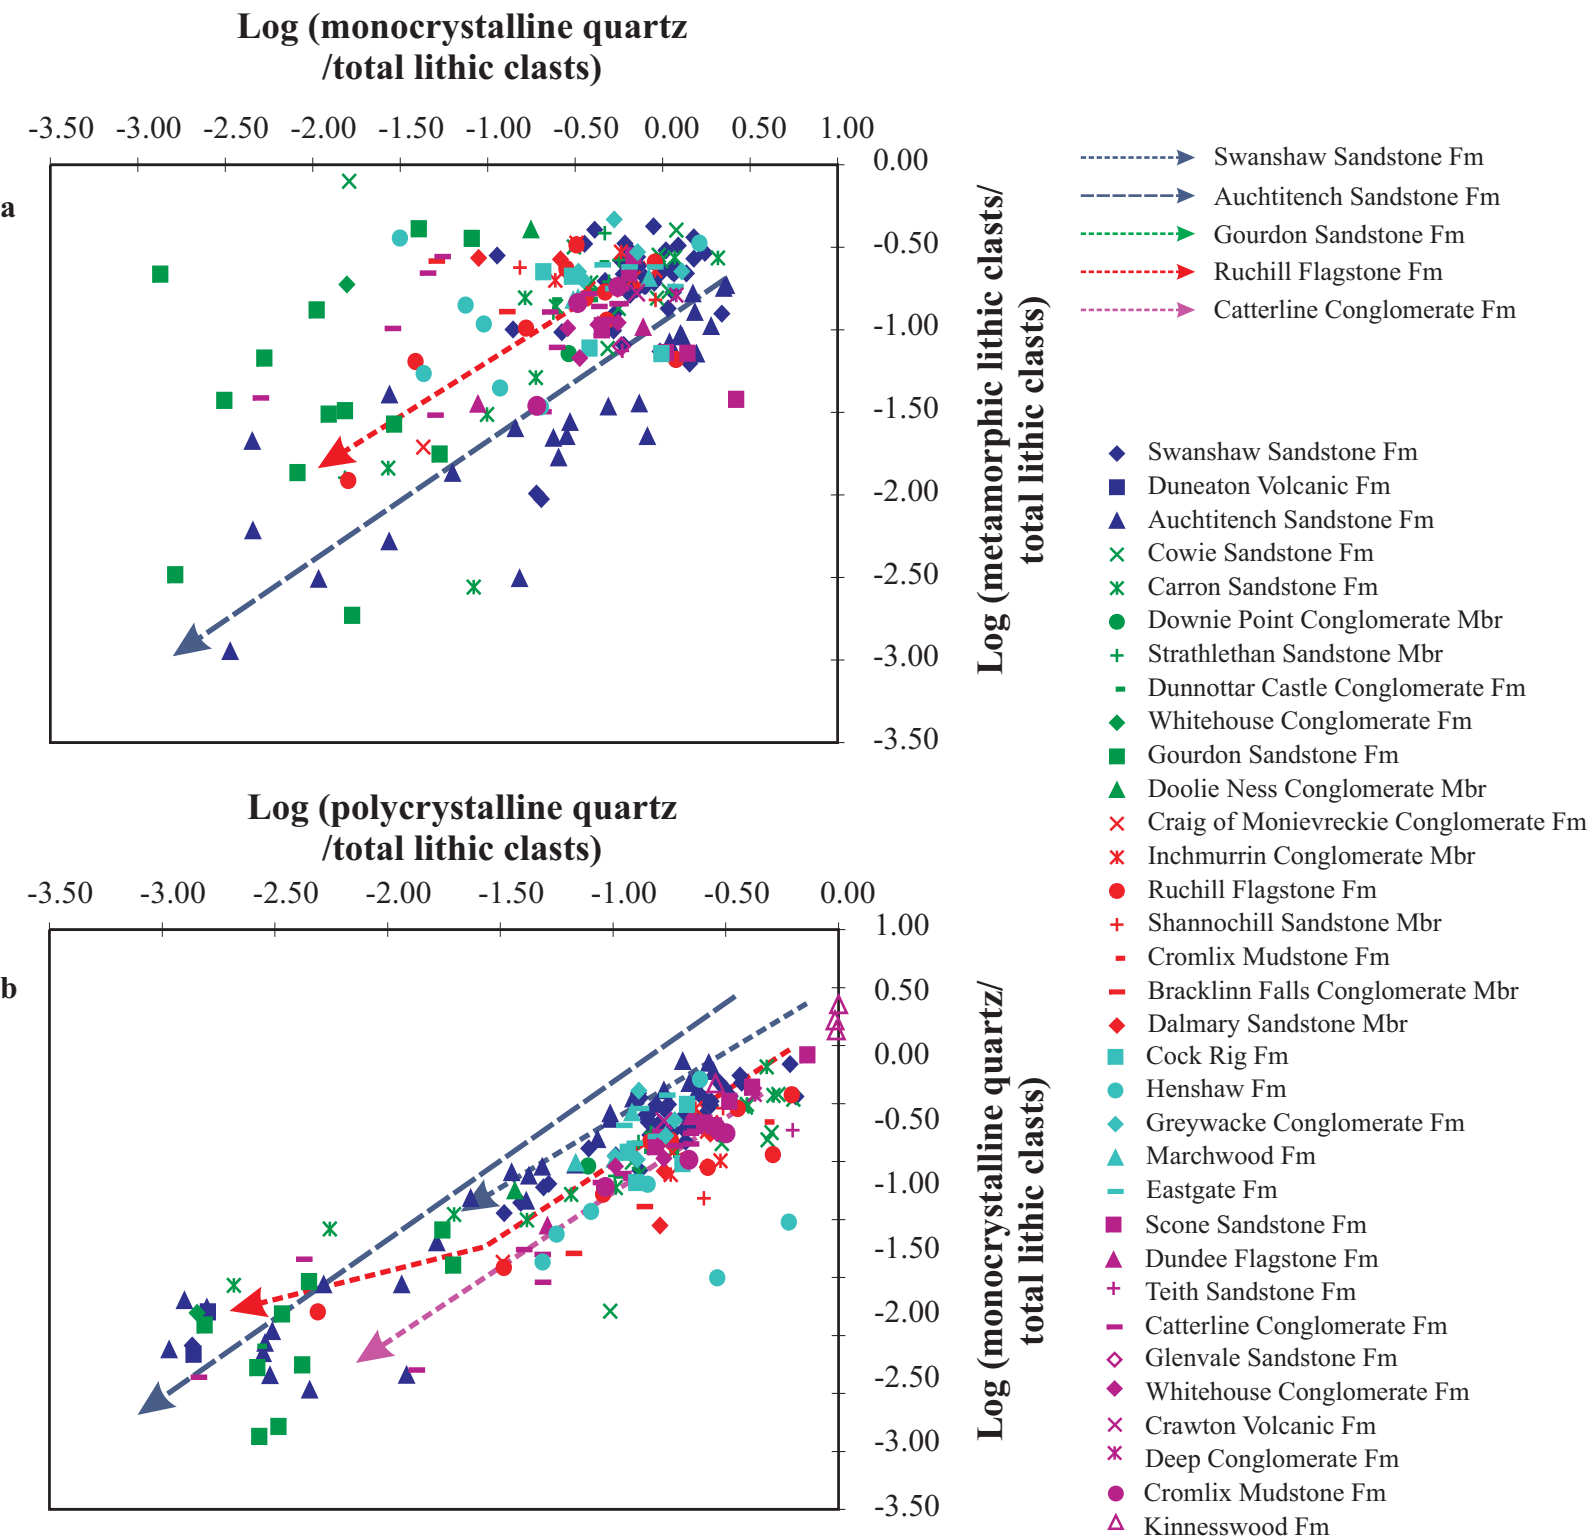 Log (monocrystalline quartz
/total lithic clasts)
-3.50 -3.00 -2.50 -2.00 -1.50 -1.00 -0.50 0.00 0.50 1.00
a
0.00
-0.50
-1.00
-1.50
-2.00
-2.50
-3.00
-3.50
Log (metamorphic lithic clasts/
total lithic clasts)
Swanshaw Sandstone Fm
Auchtitench Sandstone Fm
Gourdon Sandstone Fm
Ruchill Flagstone Fm
Catterline Conglomerate Fm
Log (polycrystalline quartz
/total lithic clasts)
-3.50 -3.00 -2.50 -2.00 -1.50 -1.00 -0.50 0.00
b
1.00
0.50
0.00
-0.50
-1.00
-1.50
-2.00
-2.50
-3.00
-3.50
Log (monocrystalline quartz/
total lithic clasts)
Swanshaw Sandstone Fm
Duneaton Volcanic Fm
Auchtitench Sandstone Fm
Cowie Sandstone Fm
Carron Sandstone Fm
Downie Point Conglomerate Mbr
Strathlethan Sandstone Mbr
Dunnottar Castle Conglomerate Fm
Whitehouse Conglomerate Fm
Gourdon Sandstone Fm
Doolie Ness Conglomerate Mbr
Craig of Monievreckie Conglomerate Fm
Inchmurrin Conglomerate Mbr
Ruchill Flagstone Fm
Shannochill Sandstone Mbr
Cromlix Mudstone Fm
Bracklinn Falls Conglomerate Mbr
Dalmary Sandstone Mbr
Cock Rig Fm
Henshaw Fm
Greywacke Conglomerate Fm
Marchwood Fm
Eastgate Fm
Scone Sandstone Fm
Dundee Flagstone Fm
Teith Sandstone Fm
Catterline Conglomerate Fm
Glenvale Sandstone Fm
Whitehouse Conglomerate Fm
Crawton Volcanic Fm
Deep Conglomerate Fm
Cromlix Mudstone Fm
Kinnesswood Fm